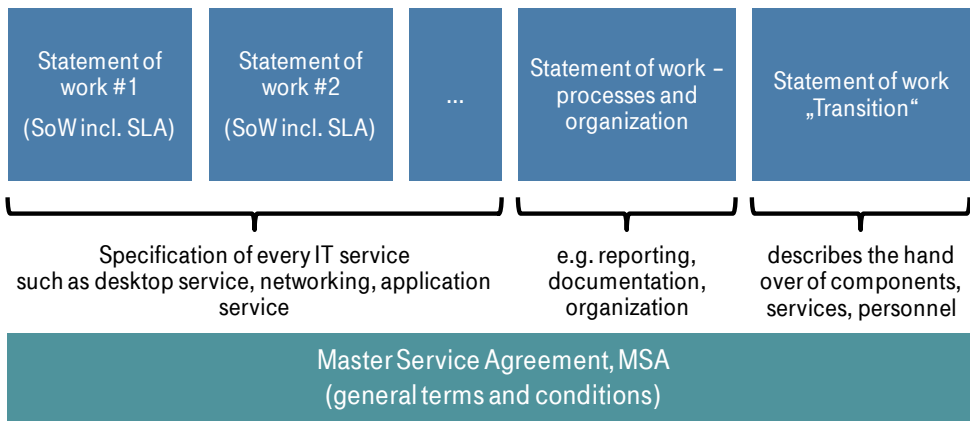 Statement of
work #1
(SoW incl. SLA)
Statement of
work #2
(SoW incl. SLA)
...
Statement of work –
processes and
organization
Statement of work
„Transition“
Specification of every IT service
such as desktop service, networking, application
service
e.g. reporting,
documentation,
organization
describes the hand
over of components,
services, personnel
Master Service Agreement, MSA
(general terms and conditions)